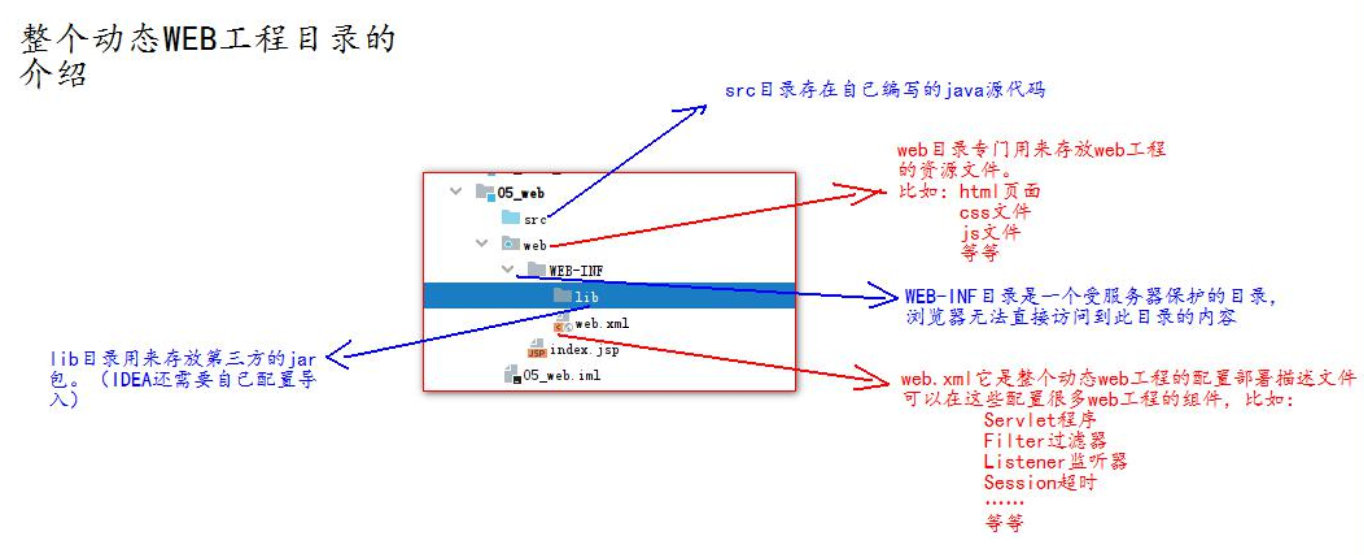 整个动态WEB工程目录的
介绍
src目录存在自己编写的java源代码
web目录专门用来存放web工程
的资源文件。
比如: html页面
css文件
js文件
等等
05_web
src
web
WEB-INF
lib
web.xml
index.jsp
05_web.iml
WEB-INF目录是一个受服务器保护的目录,
浏览器无法直接访问到此目录的内容
lib目录用来存放第三方的jar
包。（IDEA还需要自己配置导
入）
web.xml它是整个动态web工程的配置部署描述文件
可以在这些配置很多web工程的组件, 比如:
Servlet程序
Filter过滤器
Listener监听器
Session超时
……
等等